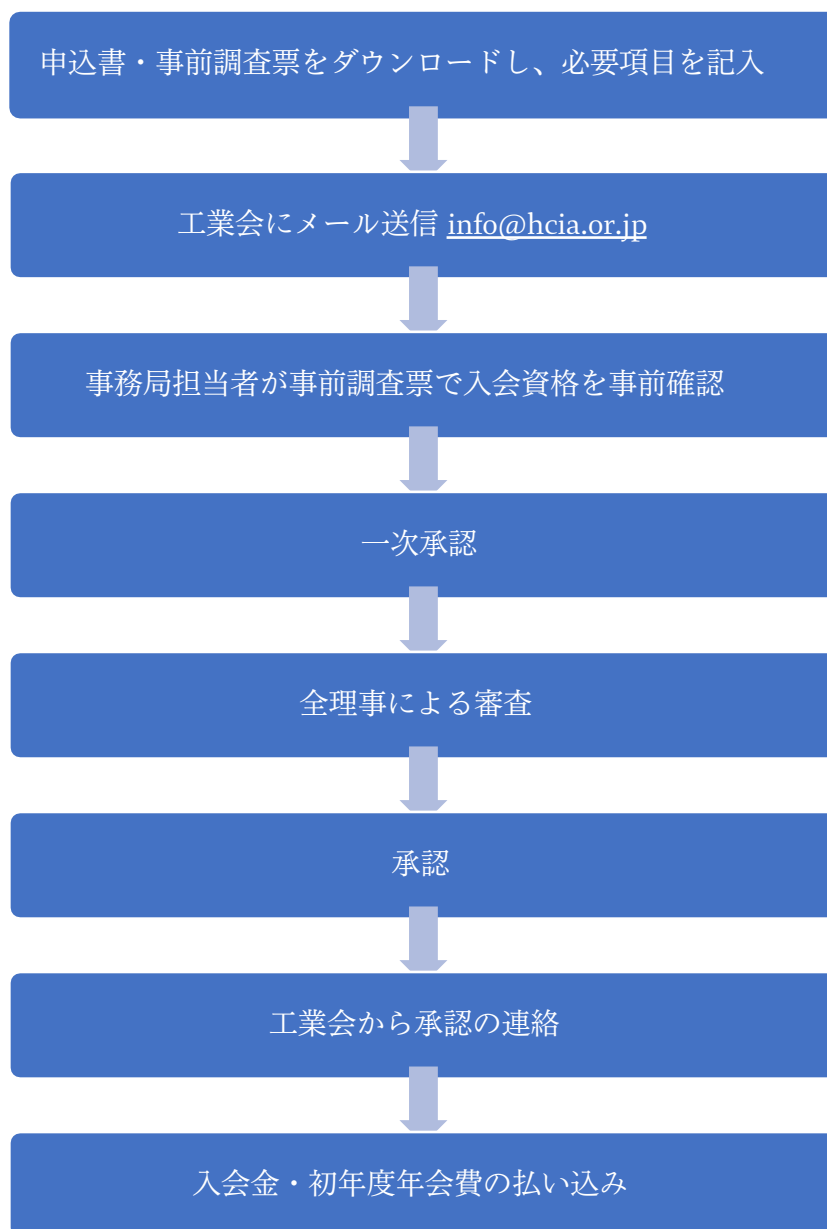 申込書・事前調査票をダウンロードし、必要項目を記入
工業会にメール送信 info@hcia.or.jp
事務局担当者が事前調査票で入会資格を事前確認
一次承認
全理事による審査
承認
工業会から承認の連絡
入会金・初年度年会費の払い込み